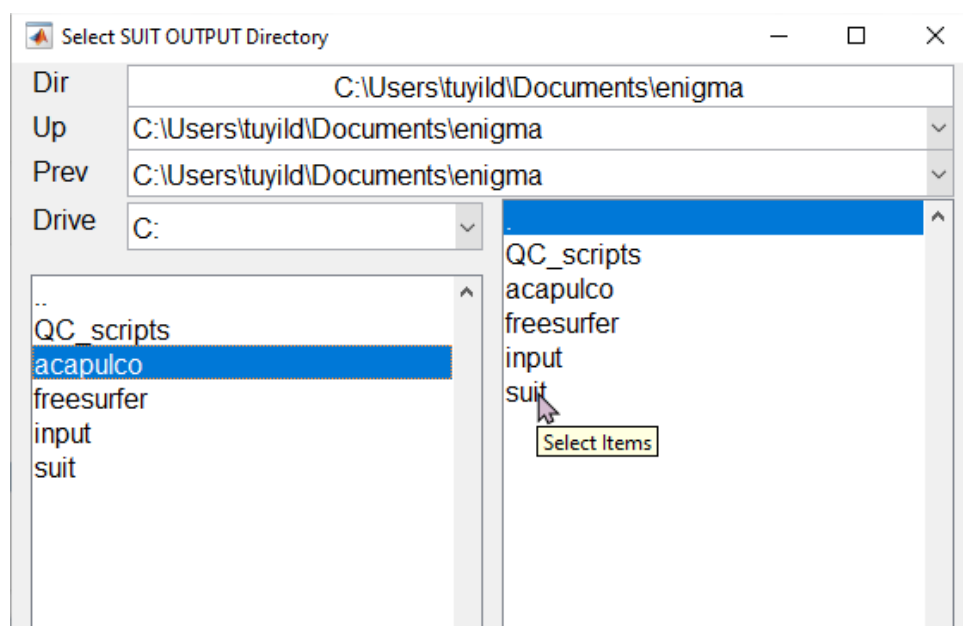 Select SUIT OUTPUT Directory
Dir
C:\Users\tuyild\Documents\enigma
Up
C:\Users\tuyild\Documents\enigma
Prev
C:\Users\tuyild\Documents\enigma
Drive
C:
..
QC_scripts
acapulco
freesurfer
input
suit
.
QC_scripts
acapulco
freesurfer
input
suit
Select Items